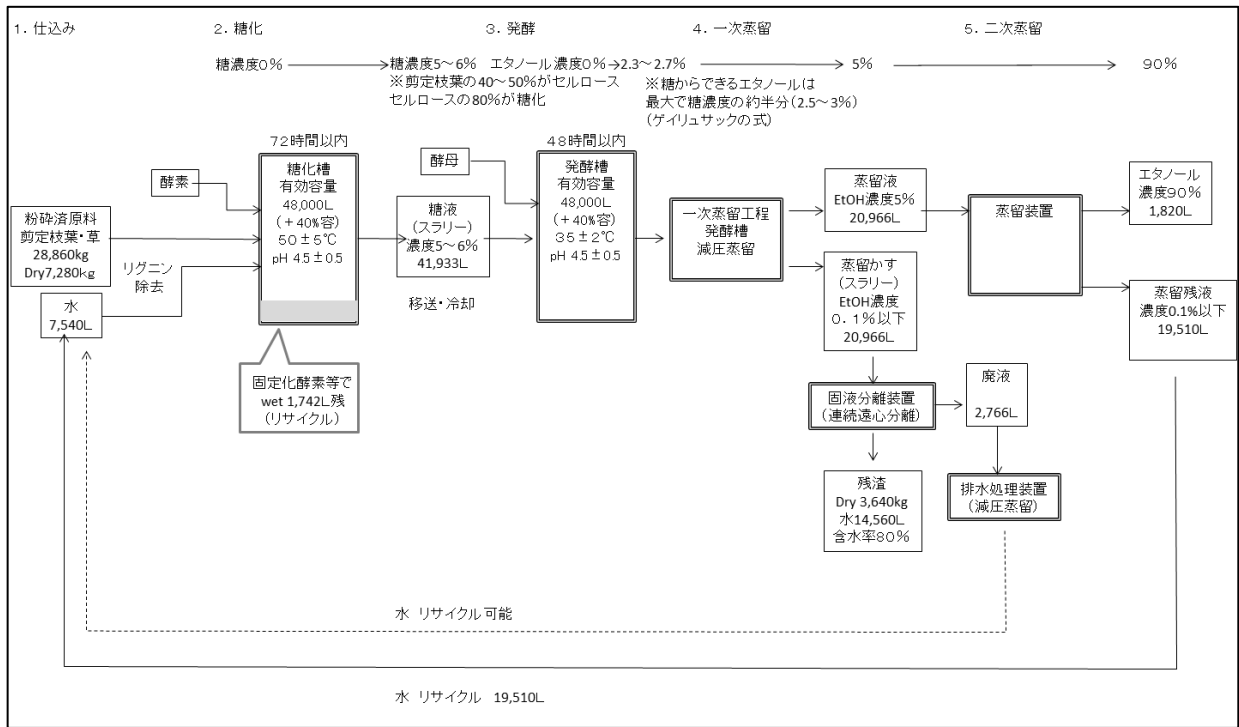 1．仕込み
2．糖化
3．発酵
4．一次蒸留
5．二次蒸留
糖濃度0％
糖濃度5～6％
エタノール濃度0％→2.3～2.7％
5％
90％
※剪定枝葉の40～50％がセルロース
セルロースの80％が糖化
※糖からできるエタノールは
最大で糖濃度の約半分（2.5～3％）
（ゲイリュサックの式）
酵素
粉砕済原料
剪定枝葉・草
28,860kg
Dry7,280kg
リグニン
除去
水
7,540L
72時間以内
糖化槽
有効容量
48,000L
（＋40％容）
50±5℃
pH 4.5±0.5
固定化酵素等で
wet 1,742L残
（リサイクル）
酵母
糖液
（スラリー）
濃度5～6％
41,933L
移送・冷却
48時間以内
発酵槽
有効容量
48,000L
（＋40％容）
35±2℃
pH 4.5±0.5
一次蒸留工程
発酵槽
減圧蒸留
蒸留液
EtOH濃度5％
20,966L
蒸留かす
（スラリー）
EtOH濃度
0．1％以下
20,966L
固液分離装置
（連続遠心分離）
残渣
Dry 3,640kg
水14,560L
含水率80％
廃液
2,766L
排水処理装置
（減圧蒸留）
蒸留装置
エタノール
濃度90％
1,820L
蒸留残液
濃度0.1％以下
19,510L
水 リサイクル 可能
水 リサイクル 19,510L